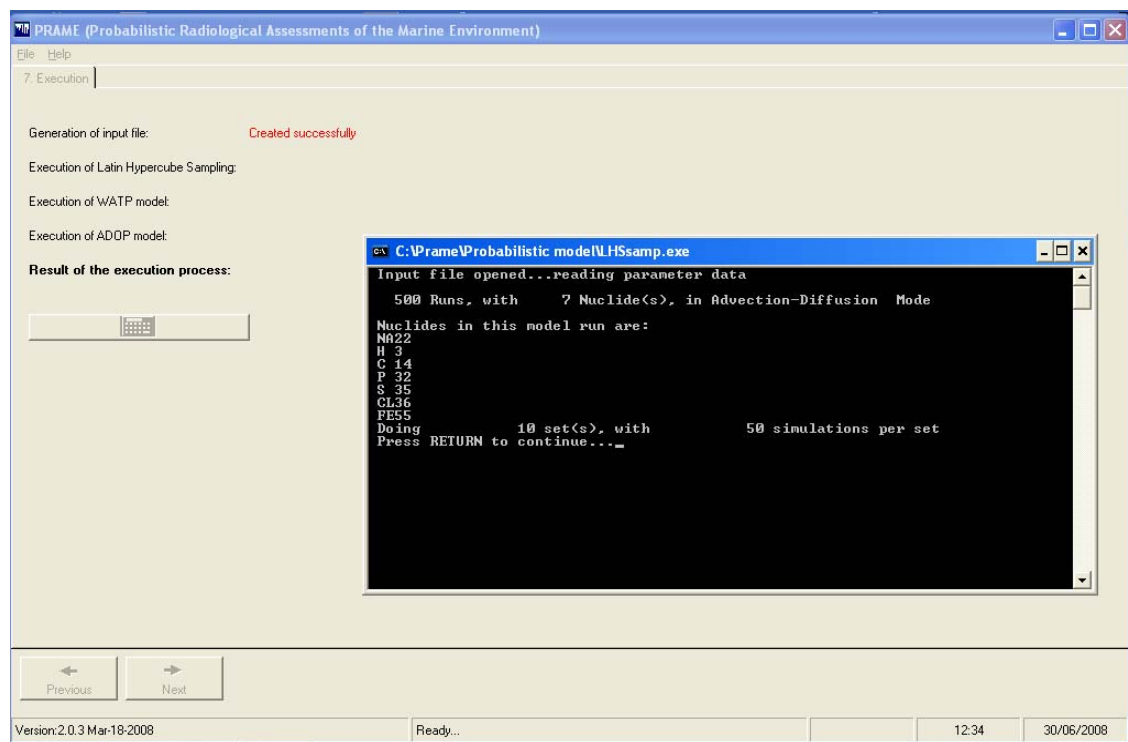 PRAME (Probabilistic Radiological Assessments of the Marine Environment)
File Help
7. Execution
Generation of input file: Created successfully
Execution of Latin Hypercube Sampling:
Execution of WATP model:
Execution of ADOP model:
Result of the execution process:
C:\Prame\Probabilistic model\LHSsamp.exe
Input file opened...reading parameter data
500 Runs, with 7 Nuclide(s), in Advection-Diffusion Mode
Nuclides in this model run are:
NA22
H 3
C 14
P 32
S 35
CL36
FE55
Doing 10 set(s), with 50 simulations per set
Press RETURN to continue..._
Previous Next
Version:2.0.3 Mar-18-2008 Ready... 12:34 30/06/2008